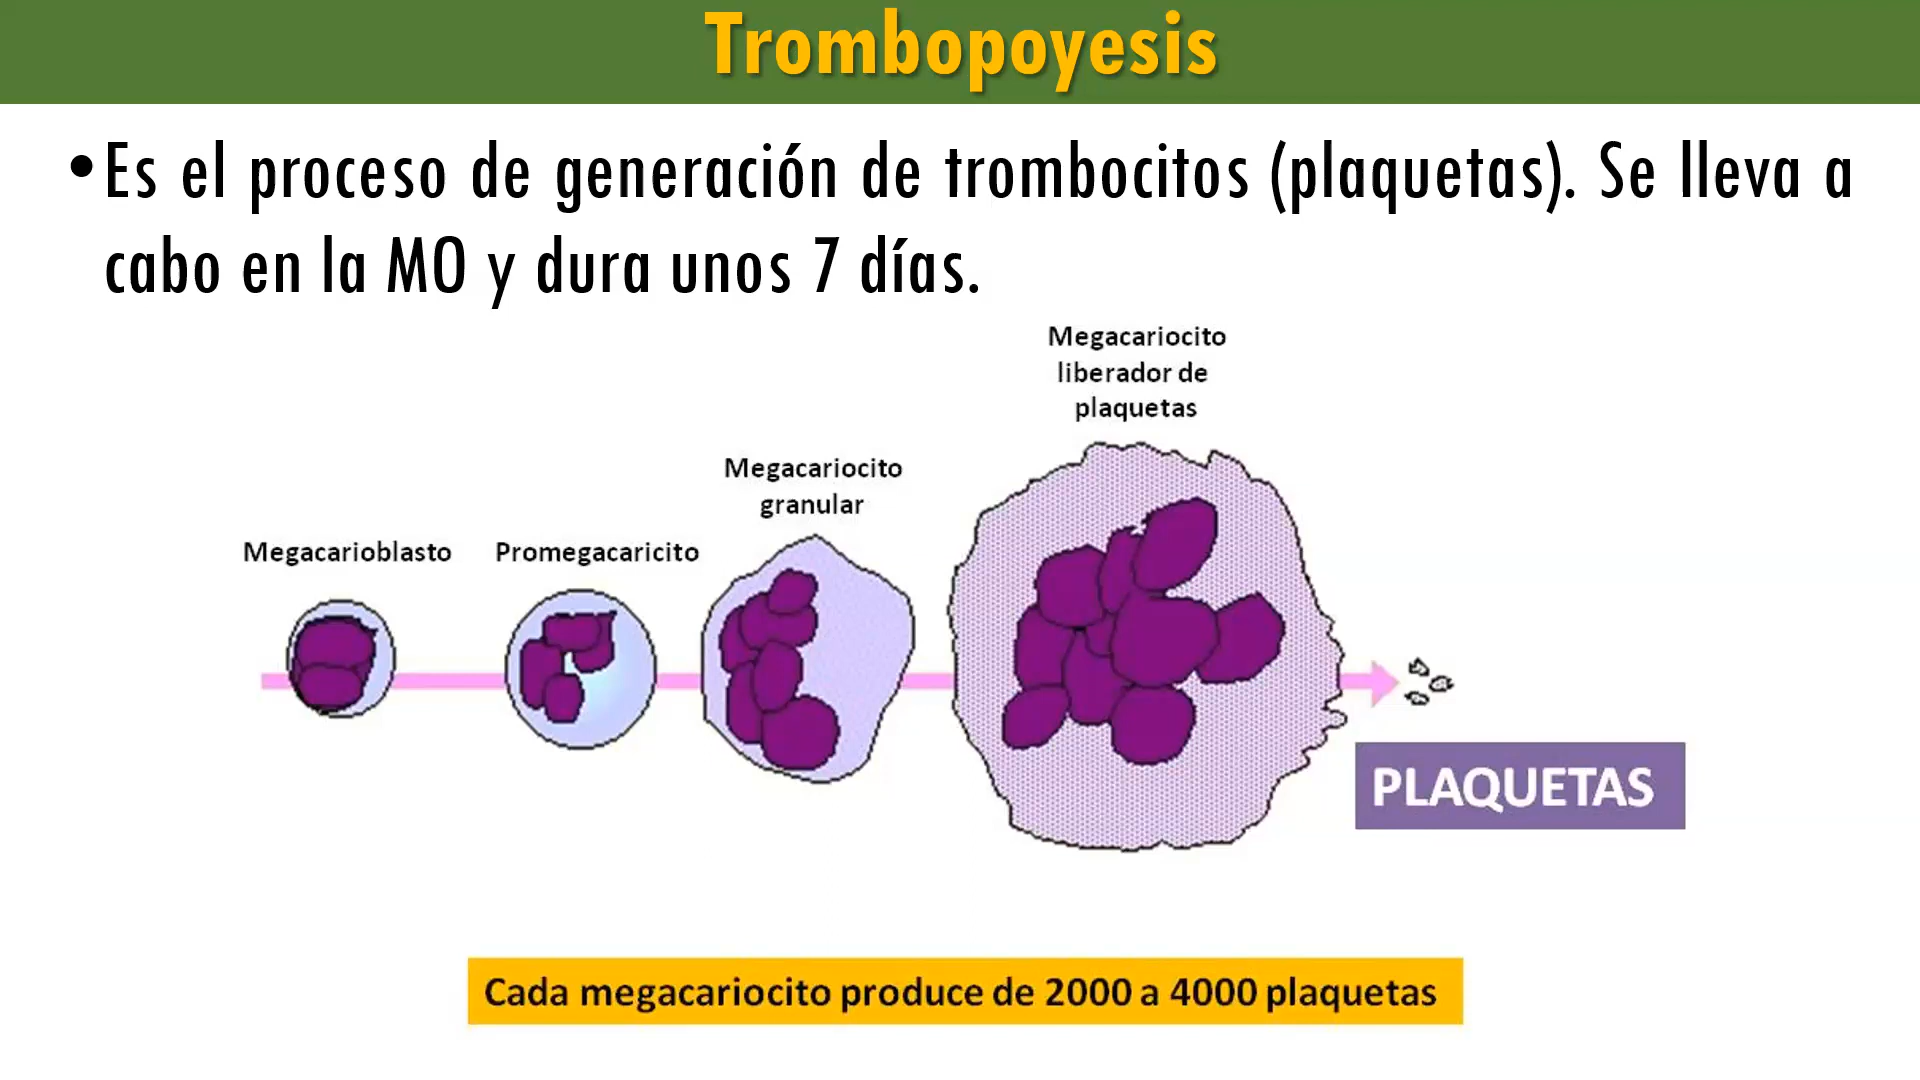 Trombopoyesis
•Es el proceso de generación de trombocitos (plaquetas). Se lleva a
cabo en la MO y dura unos 7 días.
Megacariocito
liberador de
plaquetas
Megacariocito
granular
Megacarioblasto
Promegacaricito
PLAQUETAS
Cada megacariocito produce de 2000 a 4000 plaquetas